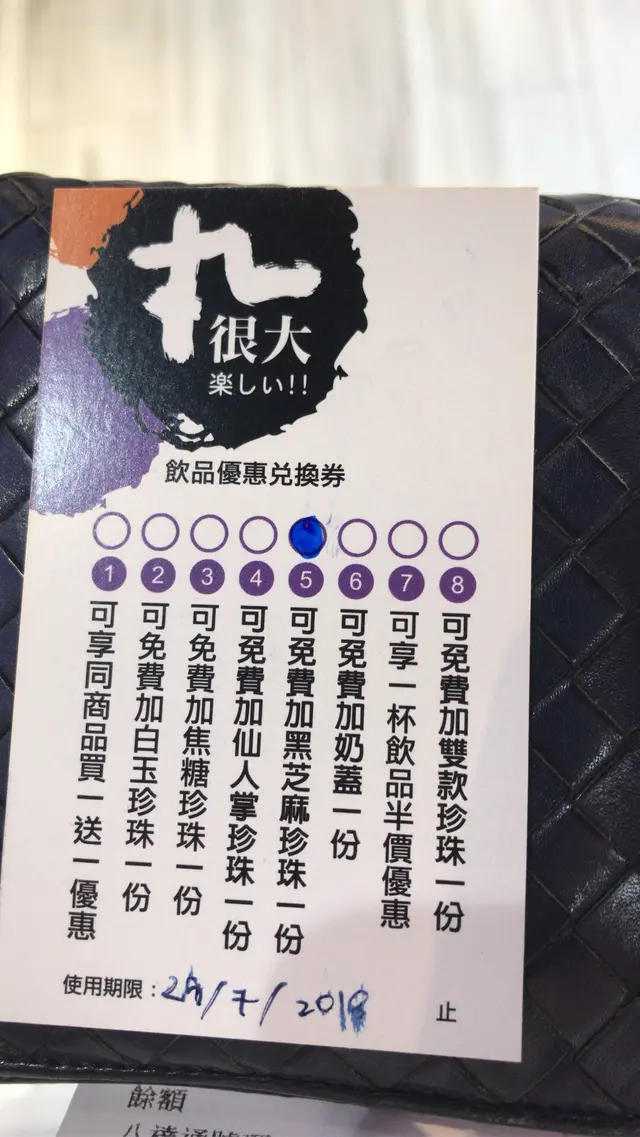 很大
楽しい!!
飲品優惠兌換券
1 可享同商品買一送一優惠
2 可免費加白玉珍珠一份
3 可免費加焦糖珍珠一份
4 可免費加仙人掌珍珠一份
5 可免費加黑芝麻珍珠一份
6 可免費加奶蓋一份
7 可享一杯飲品半價優惠
8 可免費加雙款珍珠一份
使用期限：/7/2018 止
餘額